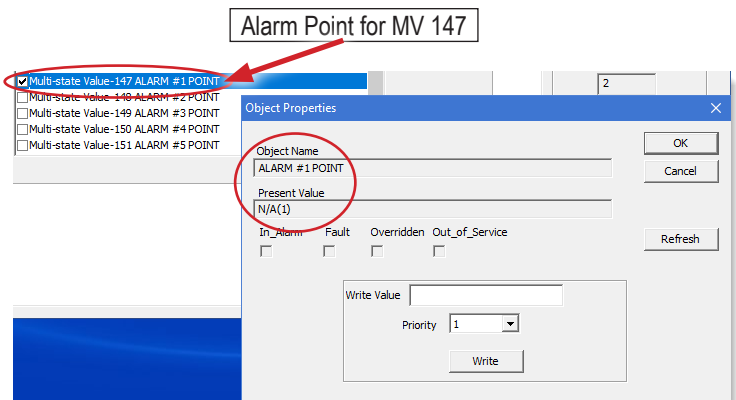 Alarm Point for MV 147
Multi-state Value-147 ALARM #1 POINT
Multi-state Value-148 ALARM #2 POINT
Multi-state Value-149 ALARM #3 POINT
Multi-state Value-150 ALARM #4 POINT
Multi-state Value-151 ALARM #5 POINT
2
Object Properties
Object Name
ALARM #1 POINT
Present Value
N/A(1)
In_Alarm Fault Overridden Out_of_Service
OK
Cancel
Refresh
Write Value
Priority 1
Write